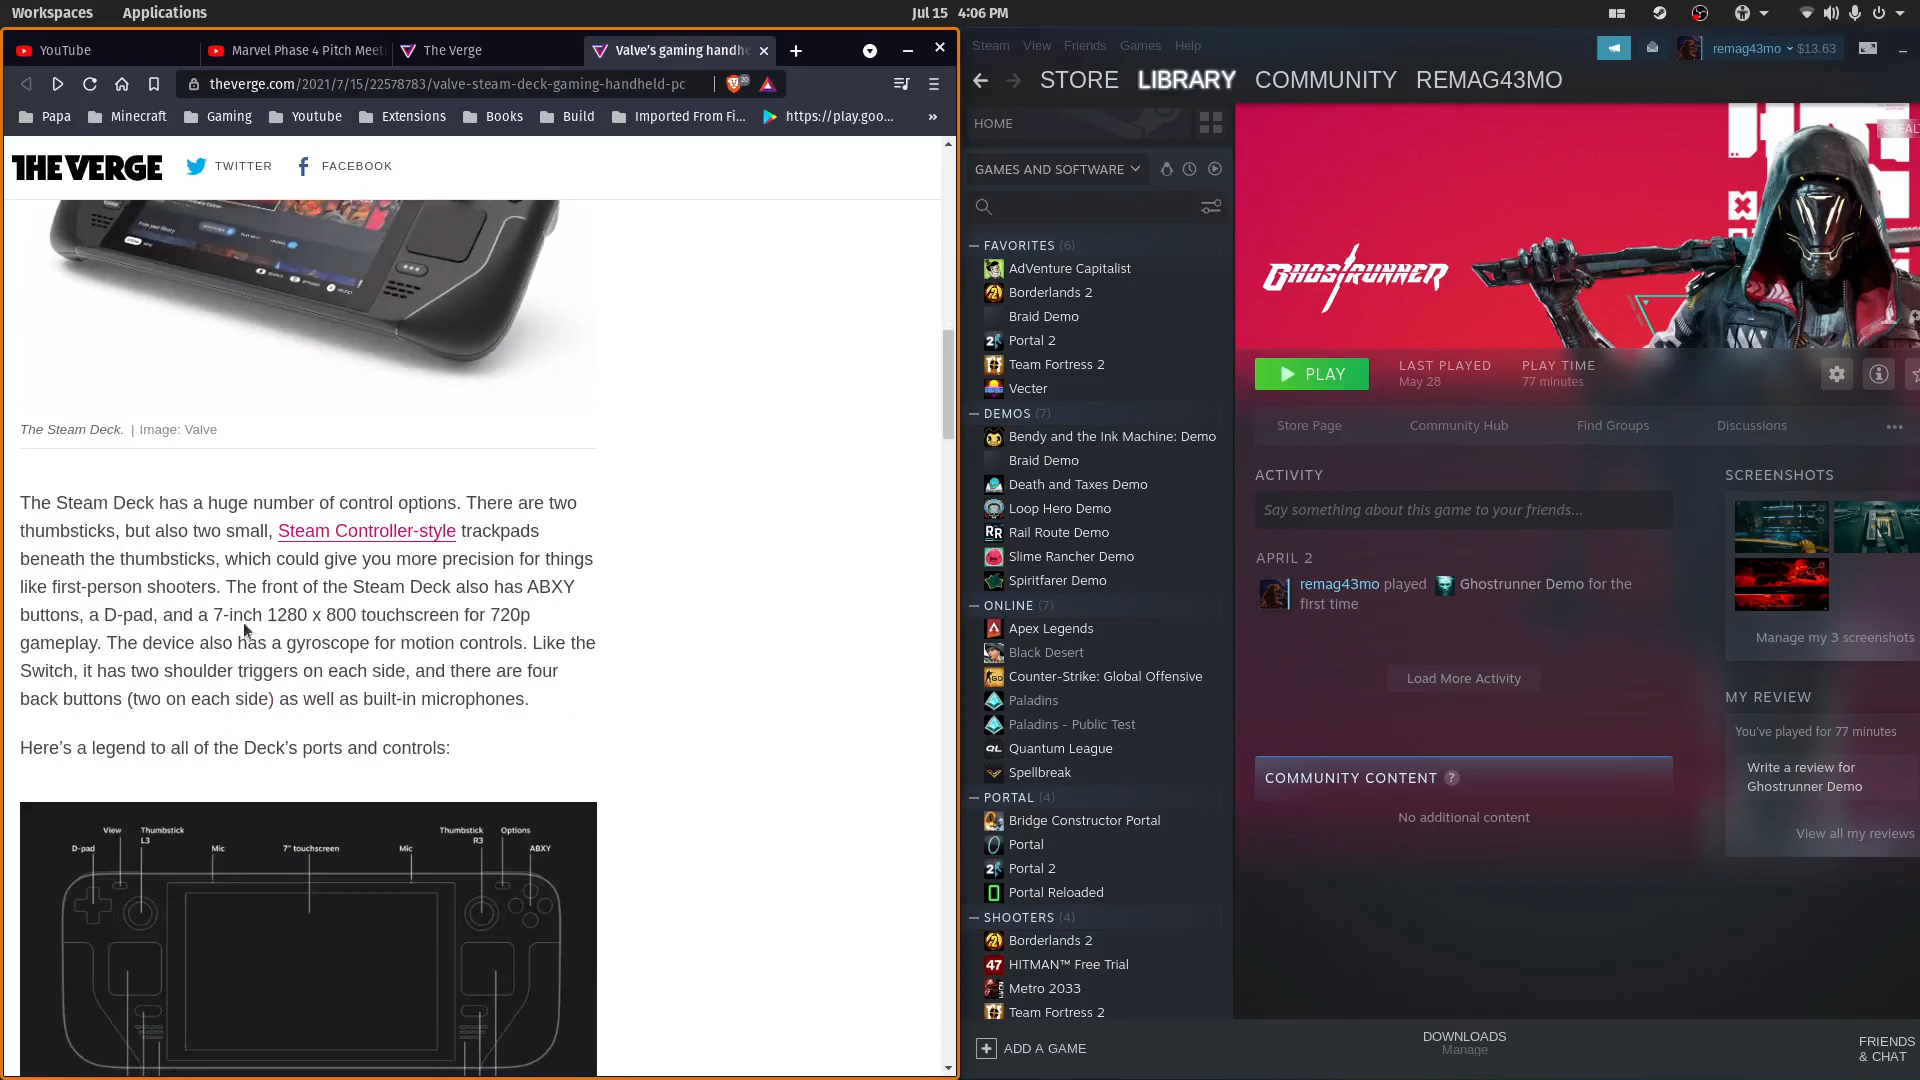 Workspaces Applications
Jul 15 4:06 PM
YouTube
Marvel Phase 4 Pitch Meeti
The Verge
Valve's gaming handhe
theverge.com/2021/7/15/22578783/valve-steam-deck-gaming-handheld-pc
20
Papa Minecraft Gaming Youtube Extensions Books Build Imported From Fi... https://play.goo... »
THE VERGE TWITTER FACEBOOK
The Steam Deck. | Image: Valve
The Steam Deck has a huge number of control options. There are two
thumbsticks, but also two small, Steam Controller-style trackpads
beneath the thumbsticks, which could give you more precision for things
like first-person shooters. The front of the Steam Deck also has ABXY
buttons, a D-pad, and a 7-inch 1280 x 800 touchscreen for 720p
gameplay. The device also has a gyroscope for motion controls. Like the
Switch, it has two shoulder triggers on each side, and there are four
back buttons (two on each side) as well as built-in microphones.
Here's a legend to all of the Deck's ports and controls:
View Thumbstick L3 Thumbstick R3 Options
D-pad Mic 7" touchscreen Mic ABXY
Steam View Friends Games Help
remag43mo $13.63
STORE LIBRARY COMMUNITY REMAG43MO
HOME
GAMES AND SOFTWARE
FAVORITES (6)
AdVenture Capitalist
Borderlands 2
Braid Demo
Portal 2
Team Fortress 2
Vecter
DEMOS (7)
Bendy and the Ink Machine: Demo
Braid Demo
Death and Taxes Demo
Loop Hero Demo
Rail Route Demo
Slime Rancher Demo
Spiritfarer Demo
ONLINE (7)
Apex Legends
Black Desert
Counter-Strike: Global Offensive
Paladins
Paladins - Public Test
Quantum League
Spellbreak
PORTAL (4)
Bridge Constructor Portal
Portal
Portal 2
Portal Reloaded
SHOOTERS (4)
Borderlands 2
HITMAN™ Free Trial
Metro 2033
Team Fortress 2
ADD A GAME
GHOSTRUNNER
STEAL
PLAY
LAST PLAYED
May 28
PLAY TIME
77 minutes
Store Page Community Hub Find Groups Discussions
ACTIVITY
Say something about this game to your friends...
APRIL 2
remag43mo played Ghostrunner Demo for the
first time
Load More Activity
COMMUNITY CONTENT ?
No additional content
SCREENSHOTS
Manage my 3 screenshots
MY REVIEW
You've played for 77 minutes
Write a review for
Ghostrunner Demo
View all my reviews
DOWNLOADS
Manage
FRIENDS
& CHAT